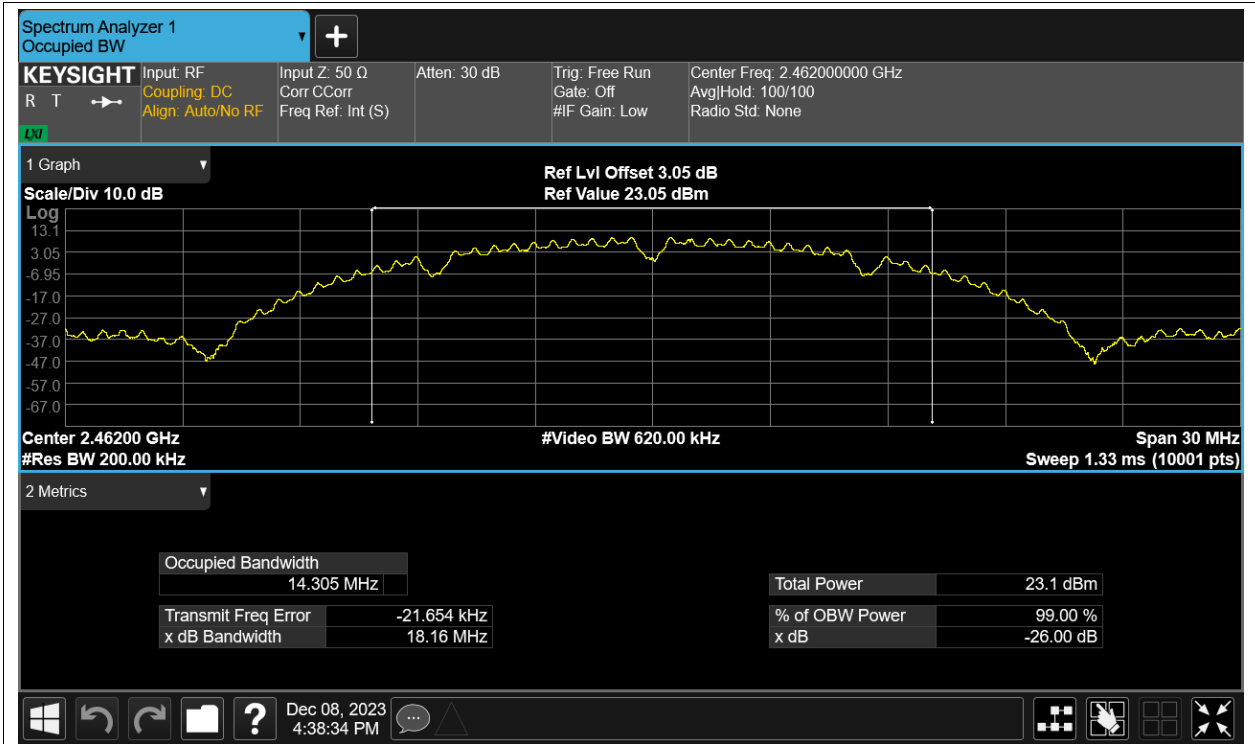 Spectrum Analyzer 1
Occupied BW
KEYSIGHT
R T
LXI
Input: RF
Coupling: DC
Align: Auto/No RF
Input Z: 50 Ω
Corr CCorr
Freq Ref: Int (S)
Atten: 30 dB
Trig: Free Run
Gate: Off
#IF Gain: Low
Center Freq: 2.462000000 GHz
Avg|Hold: 100/100
Radio Std: None
1 Graph
Scale/Div 10.0 dB
Ref Lvl Offset 3.05 dB
Ref Value 23.05 dBm
Log
13.1
3.05
-6.95
-17.0
-27.0
-37.0
-47.0
-57.0
-67.0
Center 2.46200 GHz
#Video BW 620.00 kHz
Span 30 MHz
#Res BW 200.00 kHz
Sweep 1.33 ms (10001 pts)
2 Metrics
Occupied Bandwidth
14.305 MHz
Total Power 23.1 dBm
Transmit Freq Error -21.654 kHz
% of OBW Power 99.00 %
x dB Bandwidth 18.16 MHz
x dB -26.00 dB
?
Dec 08, 2023
4:38:34 PM